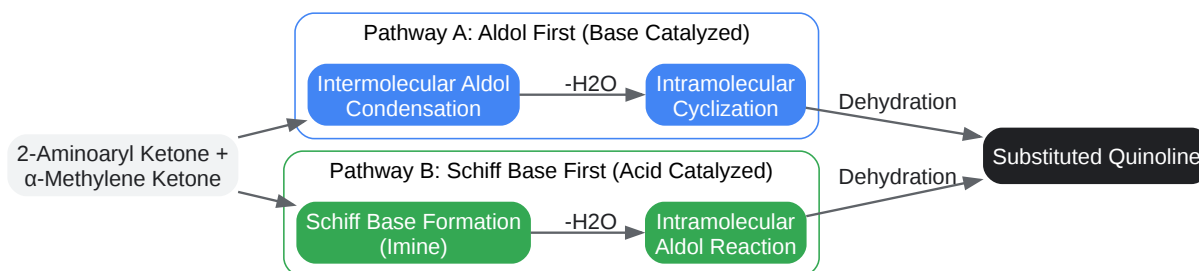 Pathway A: Aldol First (Base Catalyzed)
Intermolecular Aldol
Condensation
-H2O
Intramolecular
Cyclization
Dehydration
2-Aminoaryl Ketone +
α-Methylene Ketone
Substituted Quinoline
Pathway B: Schiff Base First (Acid Catalyzed)
Schiff Base Formation
(Imine)
-H2O
Intramolecular
Aldol Reaction
Dehydration